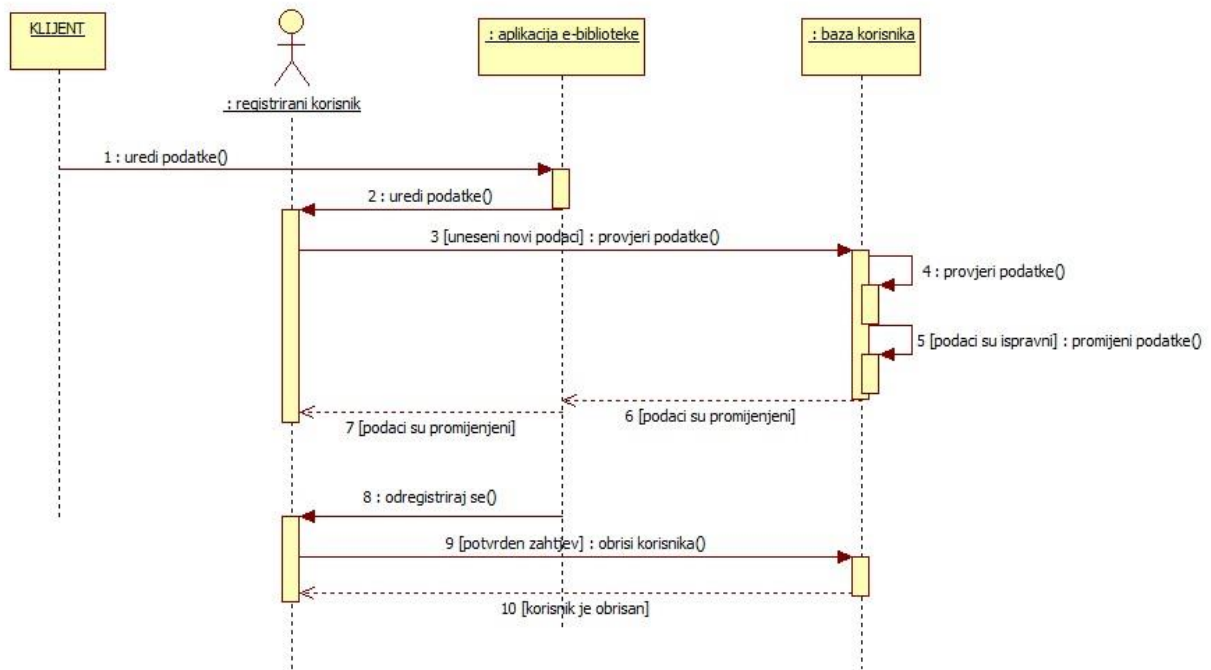 KLIJENT
: registrirani korisnik
: aplikacija e-biblioteke
: baza korisnika
1 : uredi podatke()
2 : uredi podatke()
3 [uneseni novi podaci] : provjeri podatke()
4 : provjeri podatke()
5 [podaci su ispravni] : promijeni podatke()
6 [podaci su promijenjeni]
7 [podaci su promijenjeni]
8 : odregistriraj se()
9 [potvrden zahtjev] : obrisi korisnika()
10 [korisnik je obrisan]